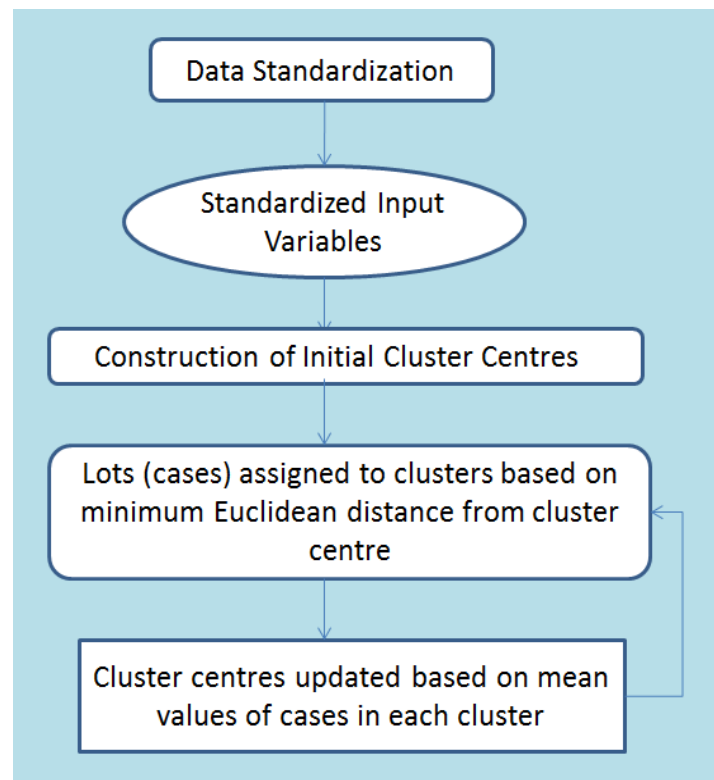 Data Standardization
Standardized Input
Variables
Construction of Initial Cluster Centres
Lots (cases) assigned to clusters based on
minimum Euclidean distance from cluster
centre
Cluster centres updated based on mean
values of cases in each cluster